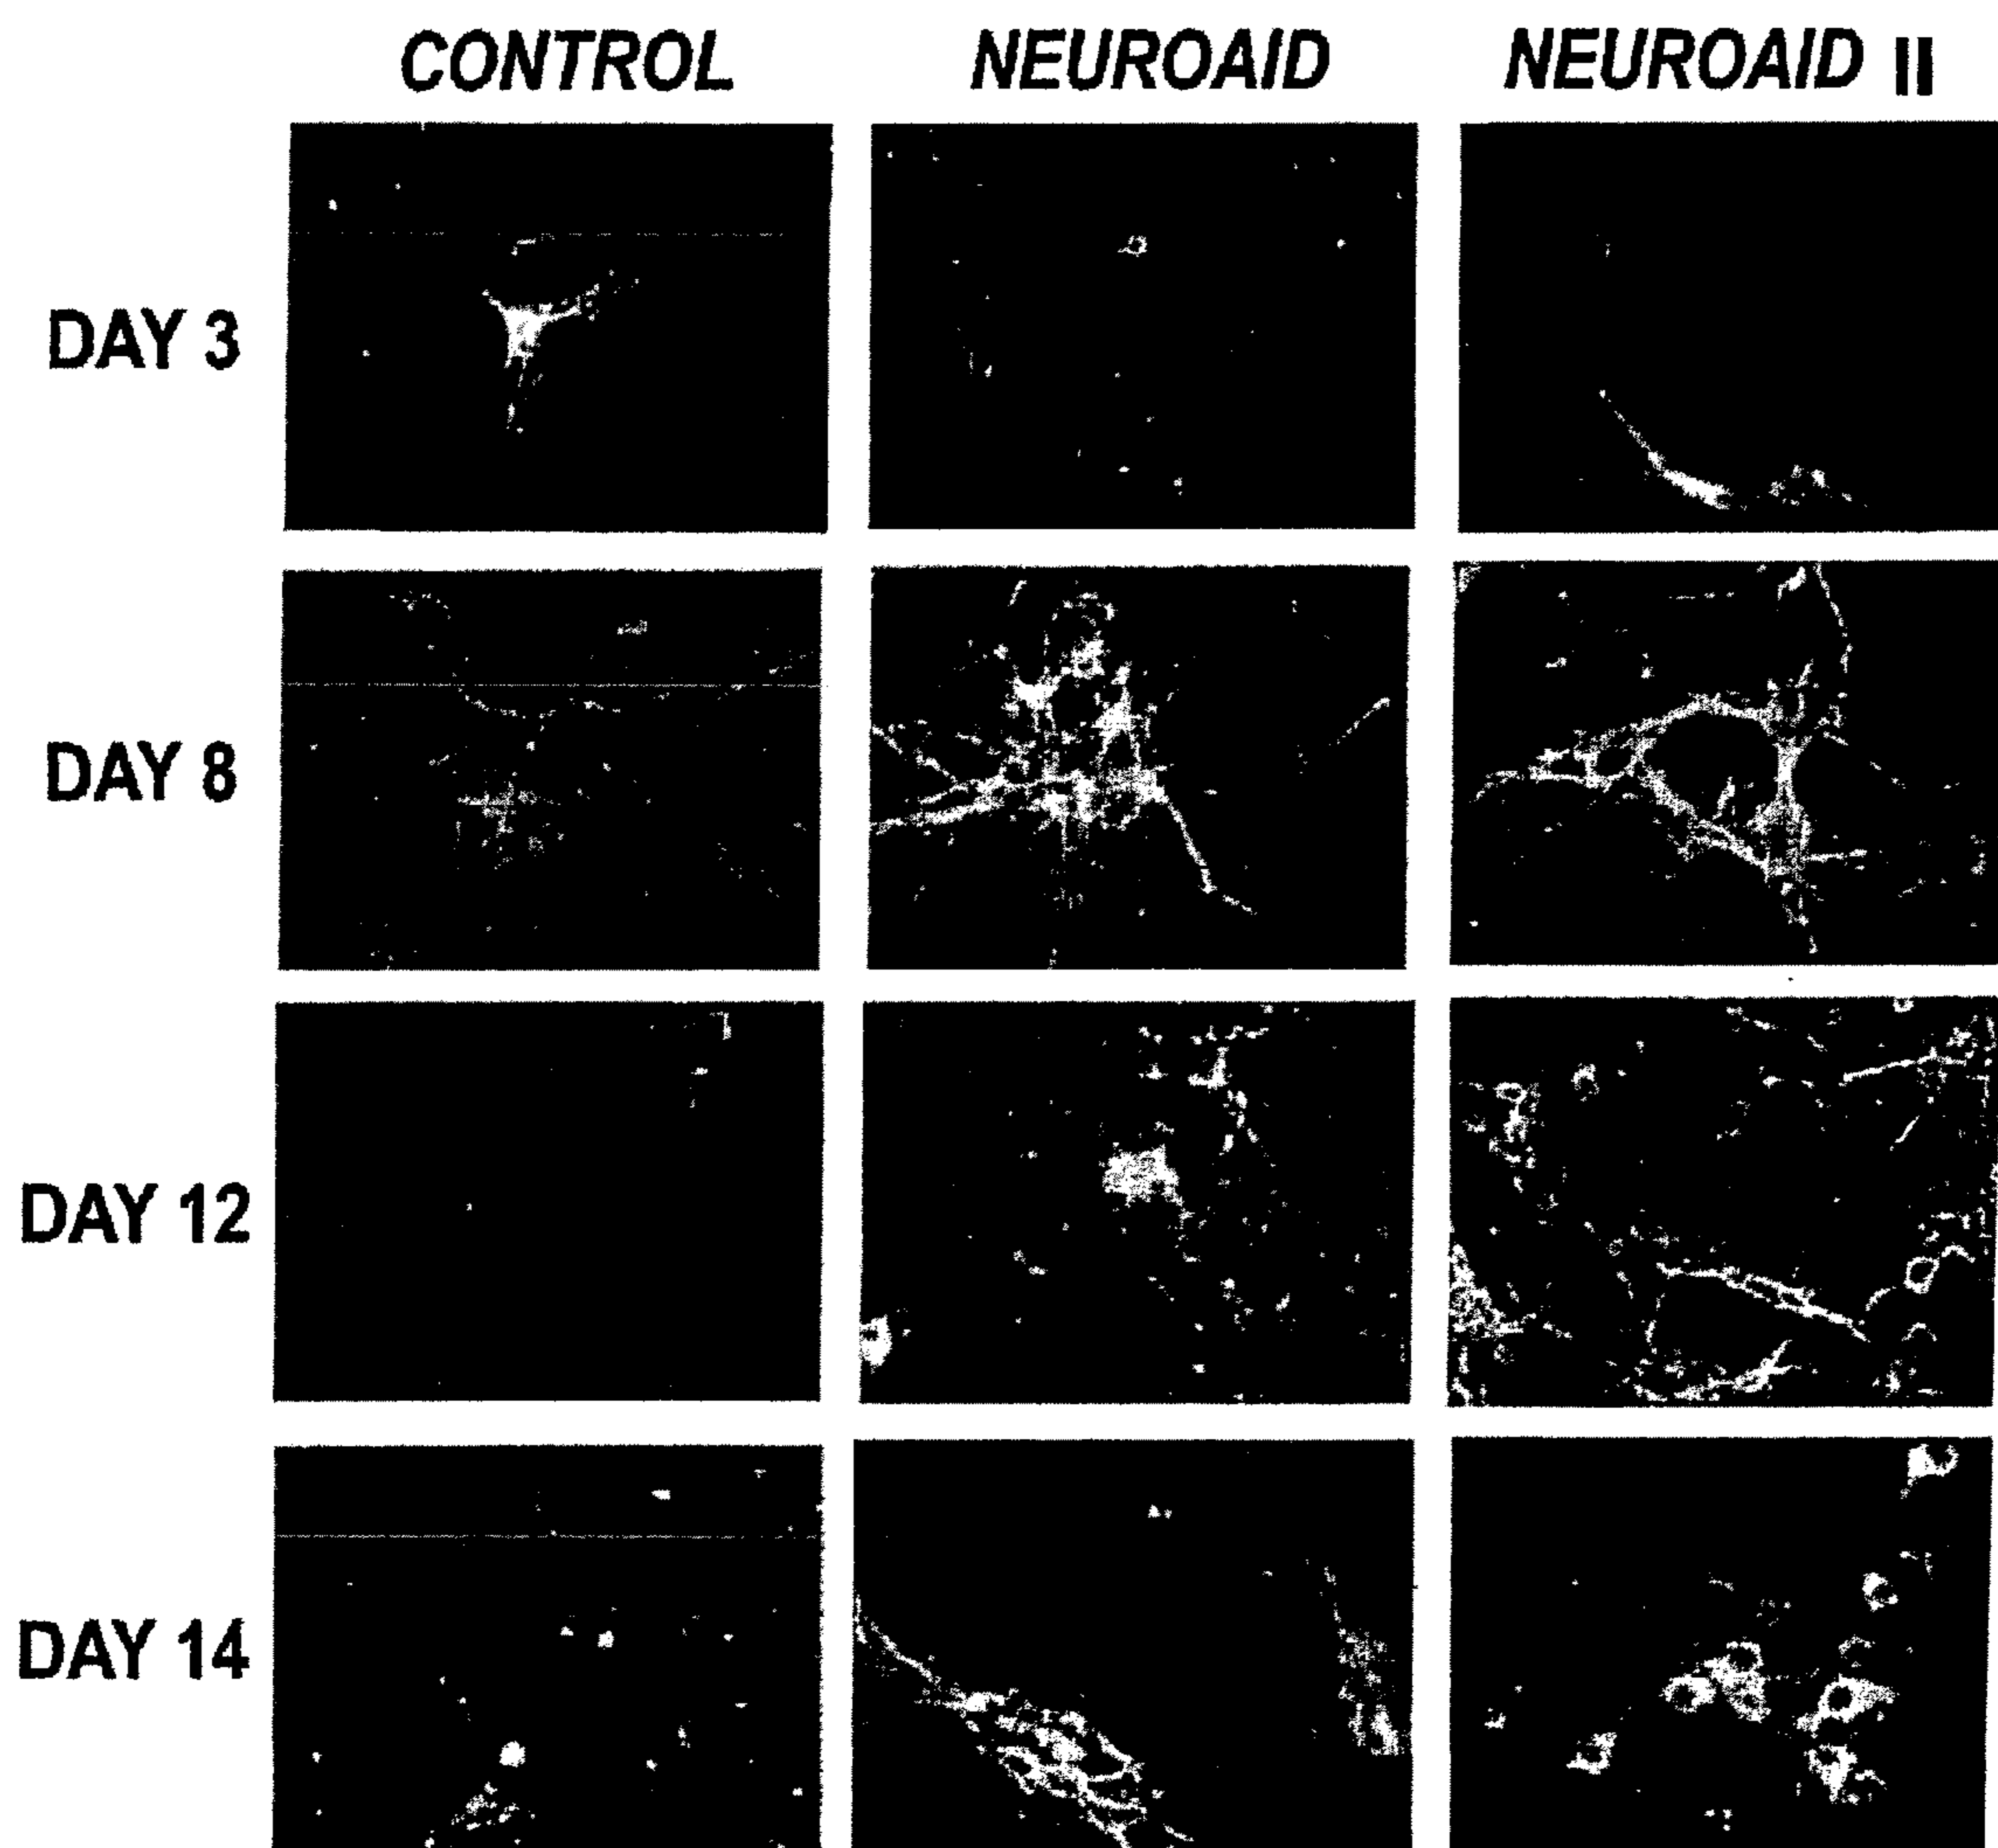 CONTROL NEUROAID NEUROAID II
DAY 3
DAY 8
DAY 12
DAY 14